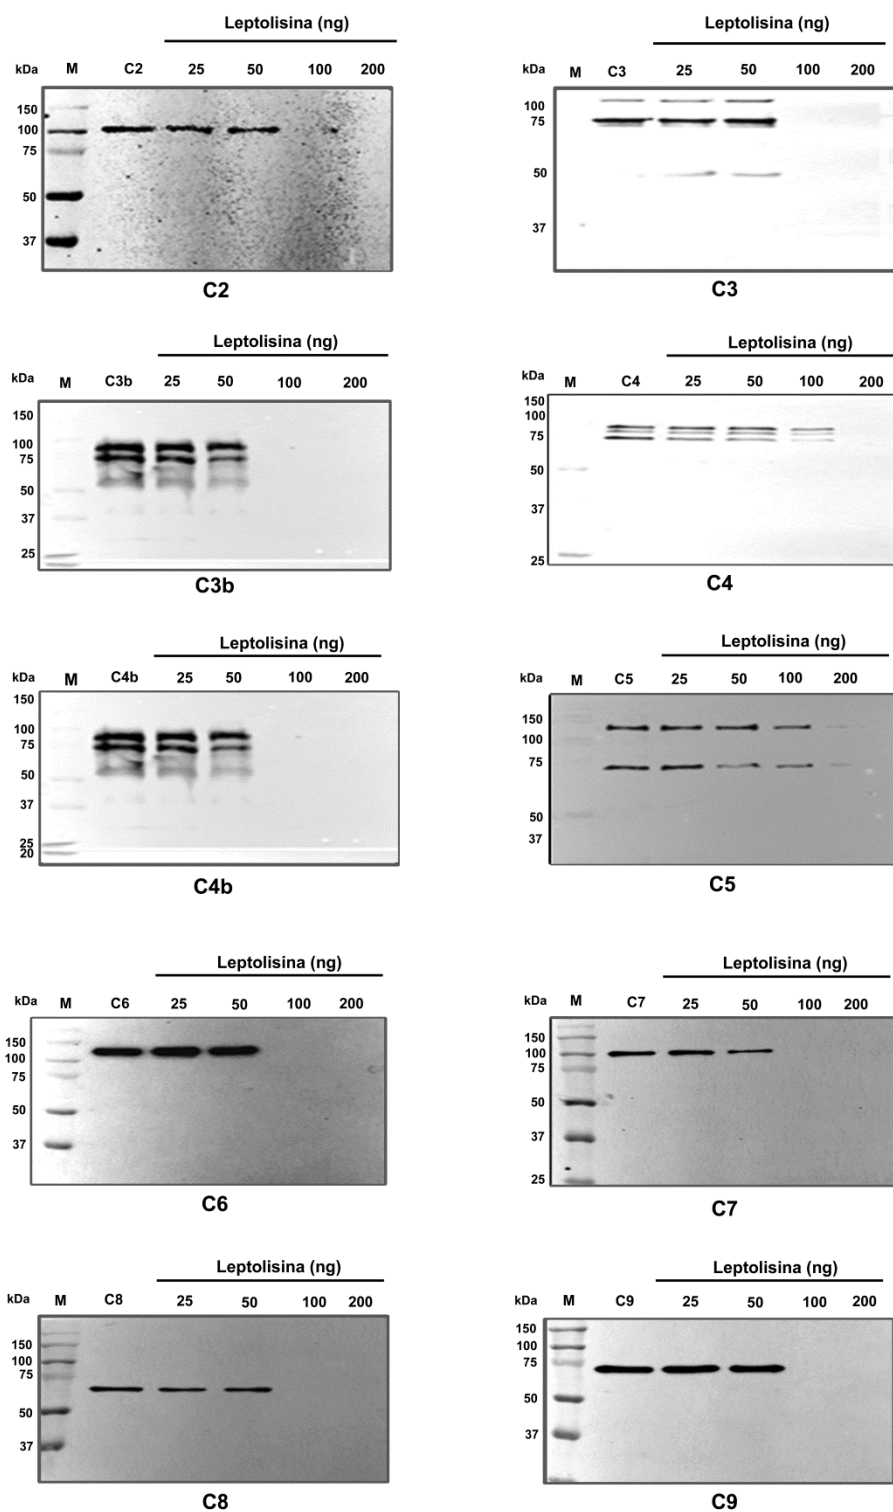 Leptolisina (ng)
kDa M C2 25 50 100 200
150
100
75
50
37
C2
Leptolisina (ng)
kDa M C3 25 50 100 200
100
75
50
37
C3
Leptolisina (ng)
kDa M C3b 25 50 100 200
150
100
75
50
37
25
C3b
Leptolisina (ng)
kDa M C4 25 50 100 200
150
100
75
50
37
25
C4
Leptolisina (ng)
kDa M C4b 25 50 100 200
150
100
75
50
37
25
20
C4b
Leptolisina (ng)
kDa M C5 25 50 100 200
150
100
75
50
37
C5
Leptolisina (ng)
kDa M C6 25 50 100 200
150
100
75
50
37
C6
Leptolisina (ng)
kDa M C7 25 50 100 200
150
100
75
50
37
25
C7
Leptolisina (ng)
kDa M C8 25 50 100 200
150
100
75
50
37
C8
Leptolisina (ng)
kDa M C9 25 50 100 200
150
100
75
50
37
C9